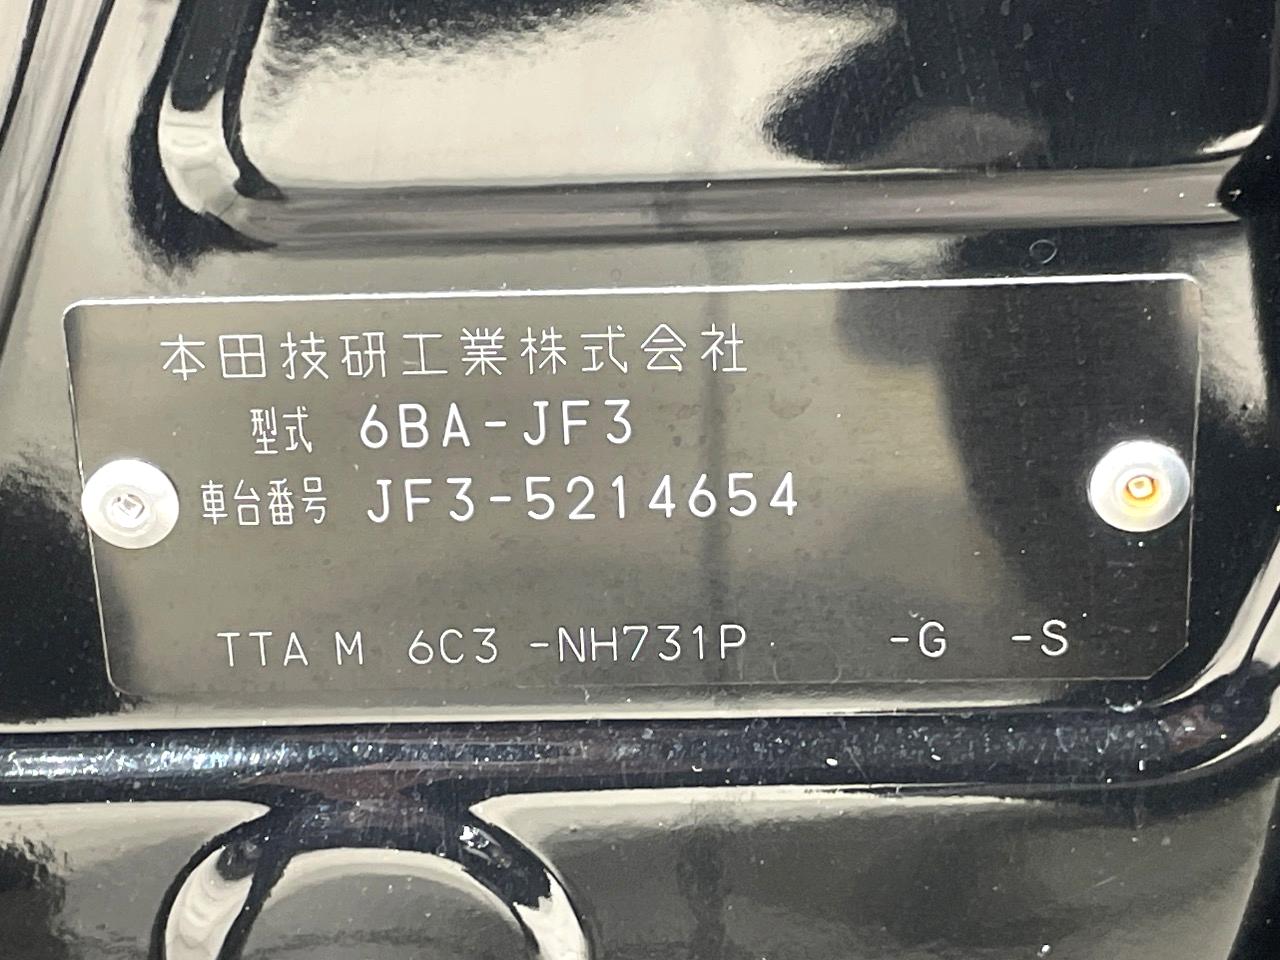 本田技研工業株式会社
型式 6BA-JF3
車台番号 JF3-5214654
TTA M 6C3 -NH731P -G -S